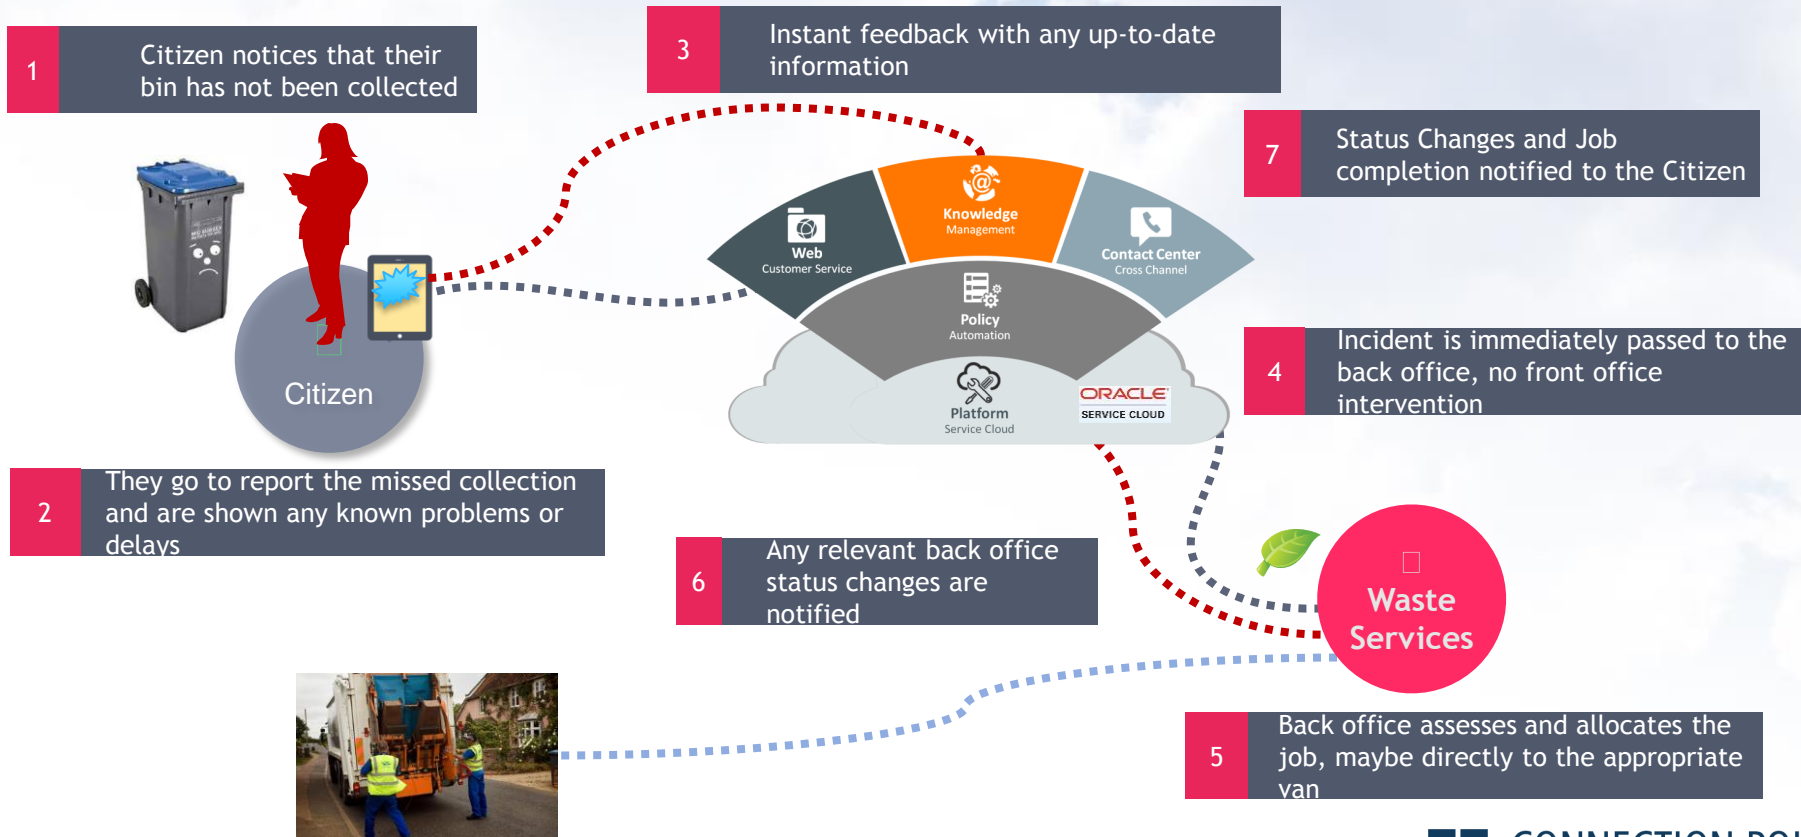 1
Citizen notices that their
bin has not been collected
3
Instant feedback with any up-to-date
information
7
Status Changes and Job
completion notified to the Citizen
Knowledge
Management
Web
Customer Service
Contact Center
Cross Channel
Policy
Automation
Platform
Service Cloud
ORACLE
SERVICE CLOUD
Citizen
4
Incident is immediately passed to the
back office, no front office
intervention
2
They go to report the missed collection
and are shown any known problems or
delays
6
Any relevant back office
status changes are
notified
Waste
Services
5
Back office assesses and allocates the
job, maybe directly to the appropriate
van
CONNECTION